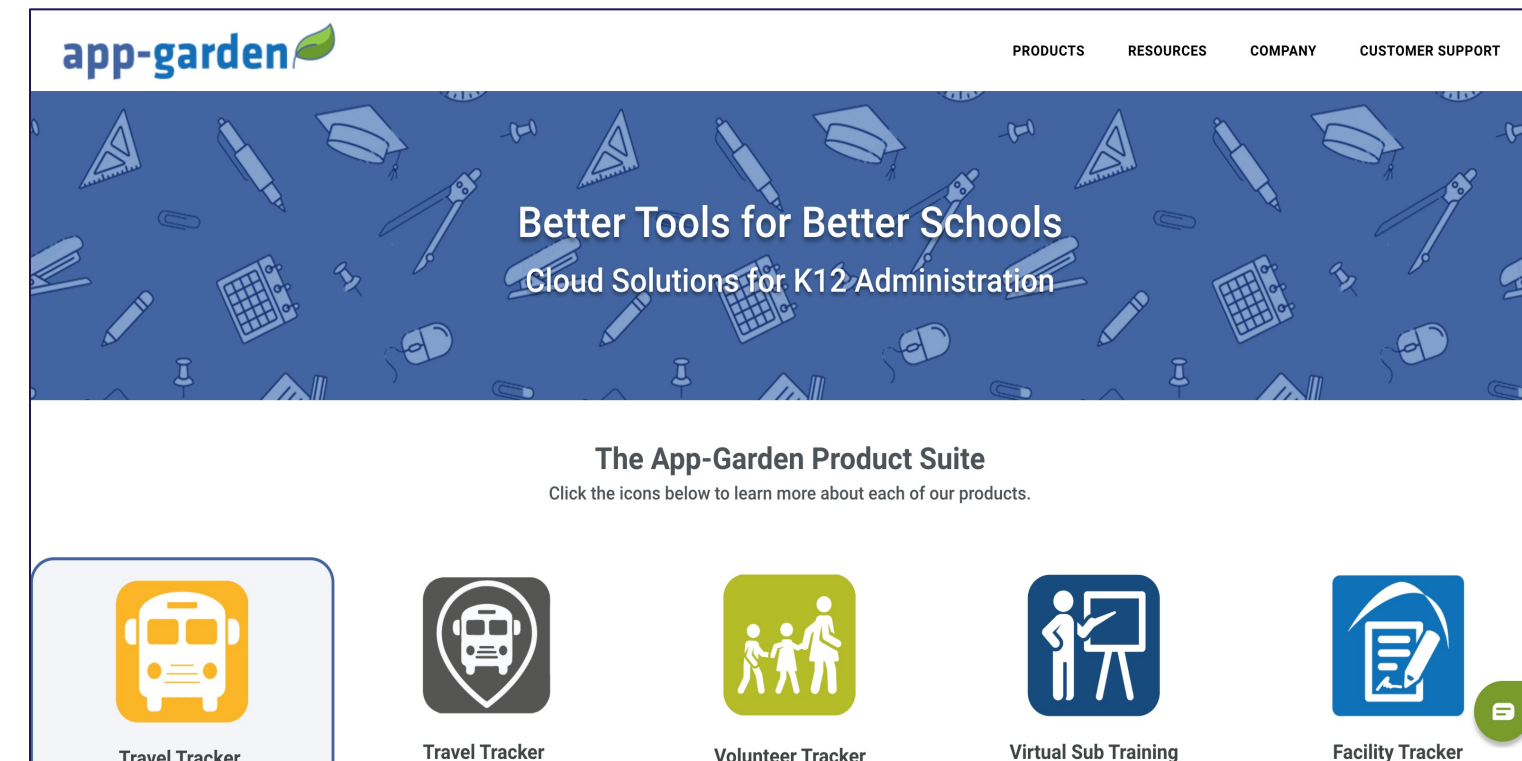 app-garden
PRODUCTS RESOURCES COMPANY CUSTOMER SUPPORT
Better Tools for Better Schools
Cloud Solutions for K12 Administration
The App-Garden Product Suite
Click the icons below to learn more about each of our products.
Travel Tracker Travel Tracker Volunteer Tracker Virtual Sub Training Facility Tracker